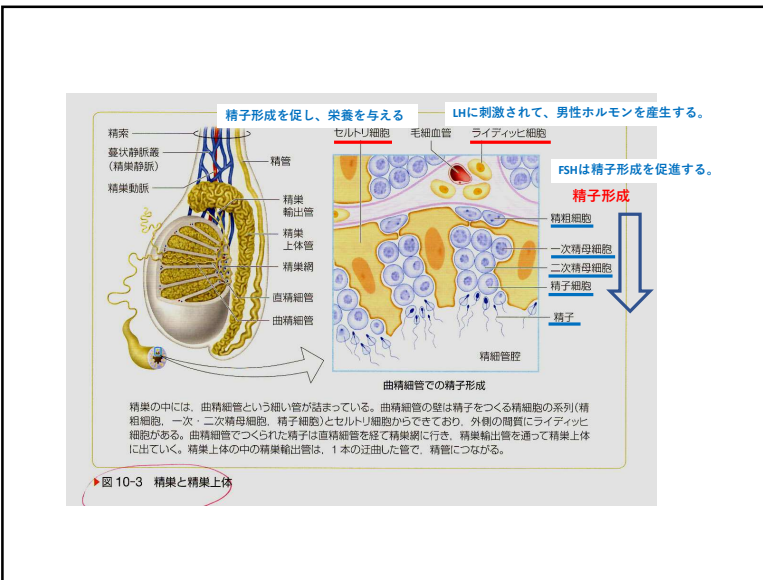 精子形成を促し、栄養を与える
LHに刺激されて、男性ホルモンを産生する。
精索
蔓状静脈叢
(精巣静脈)
精巣動脈
精管
精巣
輸出管
精巣
上体管
精巣網
直精細管
曲精細管
セルトリ細胞
毛細血管
ライディッヒ細胞
FSHは精子形成を促進する。
精子形成
精粗細胞
一次精母細胞
二次精母細胞
精子細胞
精子
精細管腔
曲精細管での精子形成
精巣の中には，曲精細管という細い管が詰まっている。曲精細管の壁は精子をつくる精細胞の系列(精
粗細胞，一次・二次精母細胞，精子細胞)とセルトリ細胞からできており，外側の間質にライディッヒ
細胞がある。曲精細管でつくられた精子は直精細管を経て精巣網に行き，精巣輸出管を通って精巣上体
に出ていく。精巣上体の中の精巣輸出管は，1本の迂曲した管で，精管につながる。
▶図10-3 精巣と精巣上体